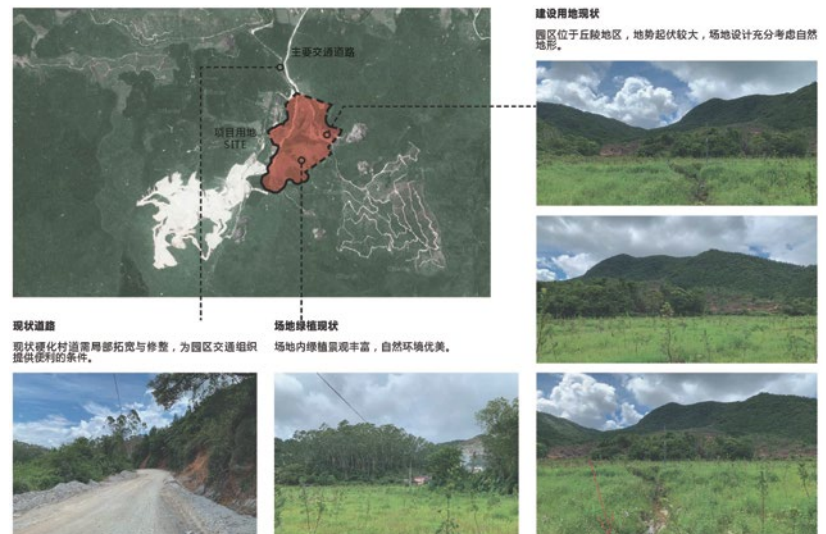 主要交通道路
项目用地
SITE
建设用地现状
园区位于丘陵地区，地势起伏较大，场地设计充分考虑自然
地形。
现状道路
现状硬化村道需局部拓宽与修整，为园区交通组织
提供便利的条件。
场地绿植现状
场地内绿植景观丰富，自然环境优美。